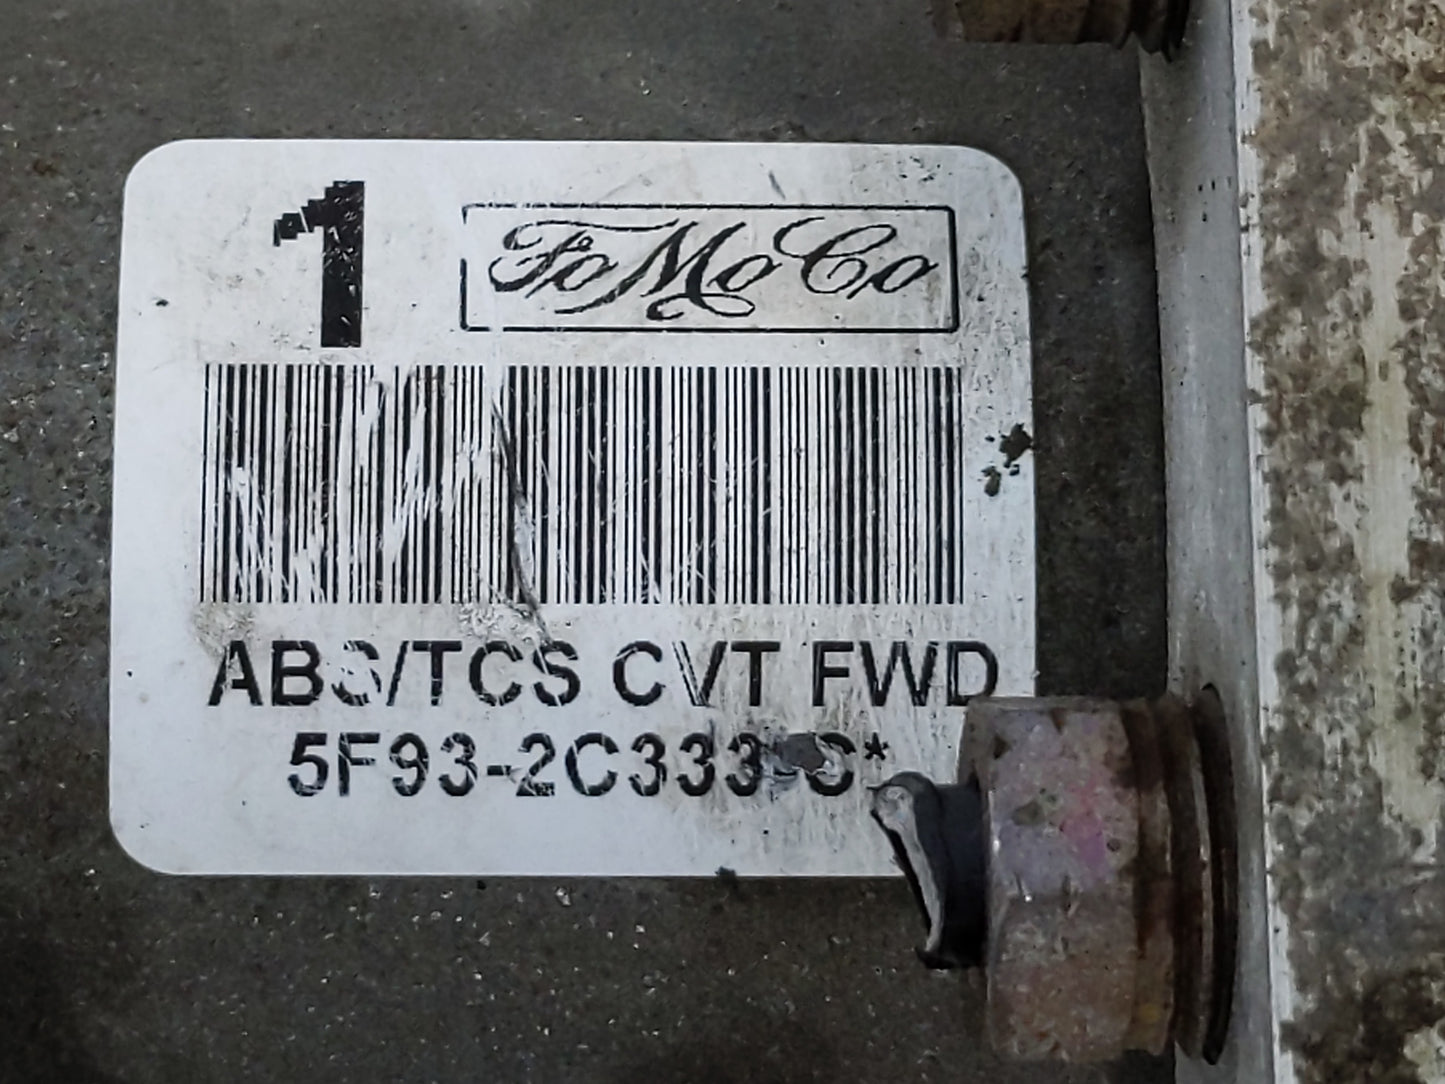 1 FoMoCo
ABS/TCS CVT FWD
5F93-2C333-C*